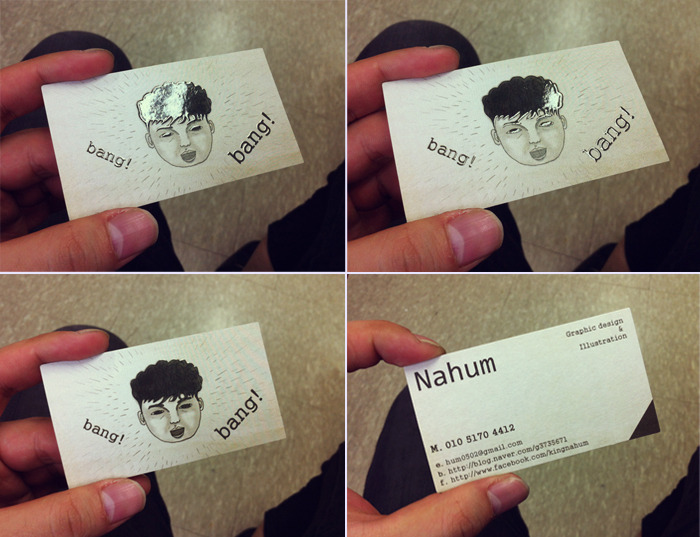 bang!
bang!
bang!
bang!
bang!
bang!
Graphic design
&
Illustration
Nahum
M. 010 5170 4412
e. hum0502@gmail.com
b. http://blog.naver.com/g3735671
f. http://www.facebook.com/kingnahum